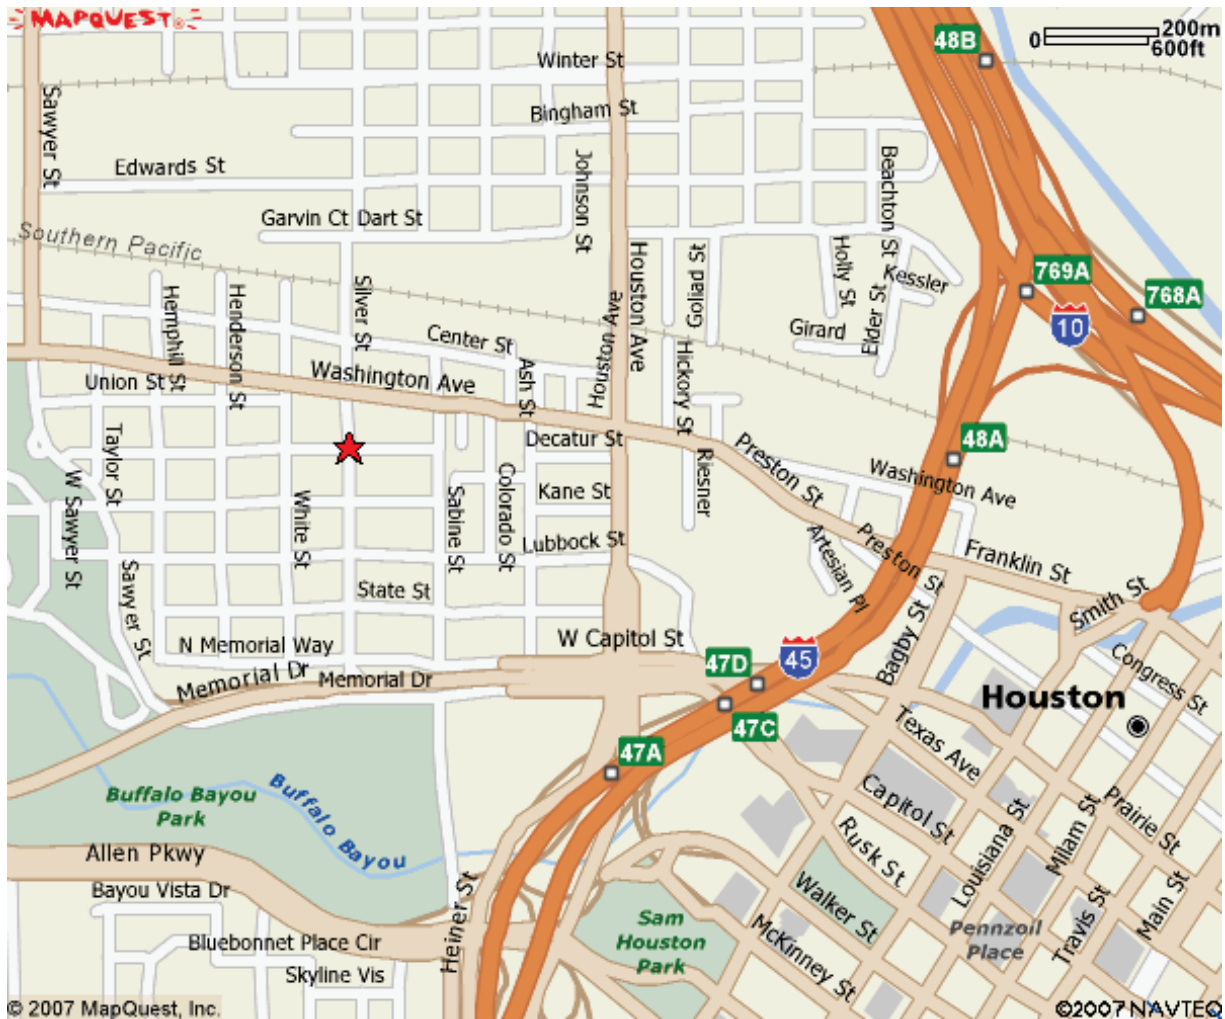 MAPQUEST
48B
0 200m
600ft
Winter St
Bingham St
Sawyer St
Edwards St
Johnson St
Beachton St
Garvin Ct Dart St
Southern Pacific
Silver St
Houston Ave
Goliad St
Holly St
Kessler
769A
768A
10
Hemphill St
Henderson St
Houston Ave
Girard
Elder St
Center St
Washington Ave
Ash St
Hickory St
Union St
Taylor St
Decatur St
Preston St
48A
Washington Ave
W Sawyer St
White St
Sabine St
Colorado St
Kane St
Riesner
Lubbock St
Artesian Pl
Preston St
Franklin St
Sawyer St
State St
Smith St
Bagby St
N Memorial Way
W Capitol St
45
47D
Congress St
Memorial Dr
Memorial Dr
Houston
47C
Texas Ave
47A
Buffalo Bayou
Park
Buffalo Bayou
Capitol St
Prairie St
Rusk St
Louisiana St
Milam St
Allen Pkwy
Bayou Vista Dr
Walker St
Travis St
Main St
Heiner St
Sam
Houston
Park
McKinney St
Pennzoil
Place
Bluebonnet Place Cir
Skyline Vis
© 2007 MapQuest, Inc.
©2007 NAVTEQ